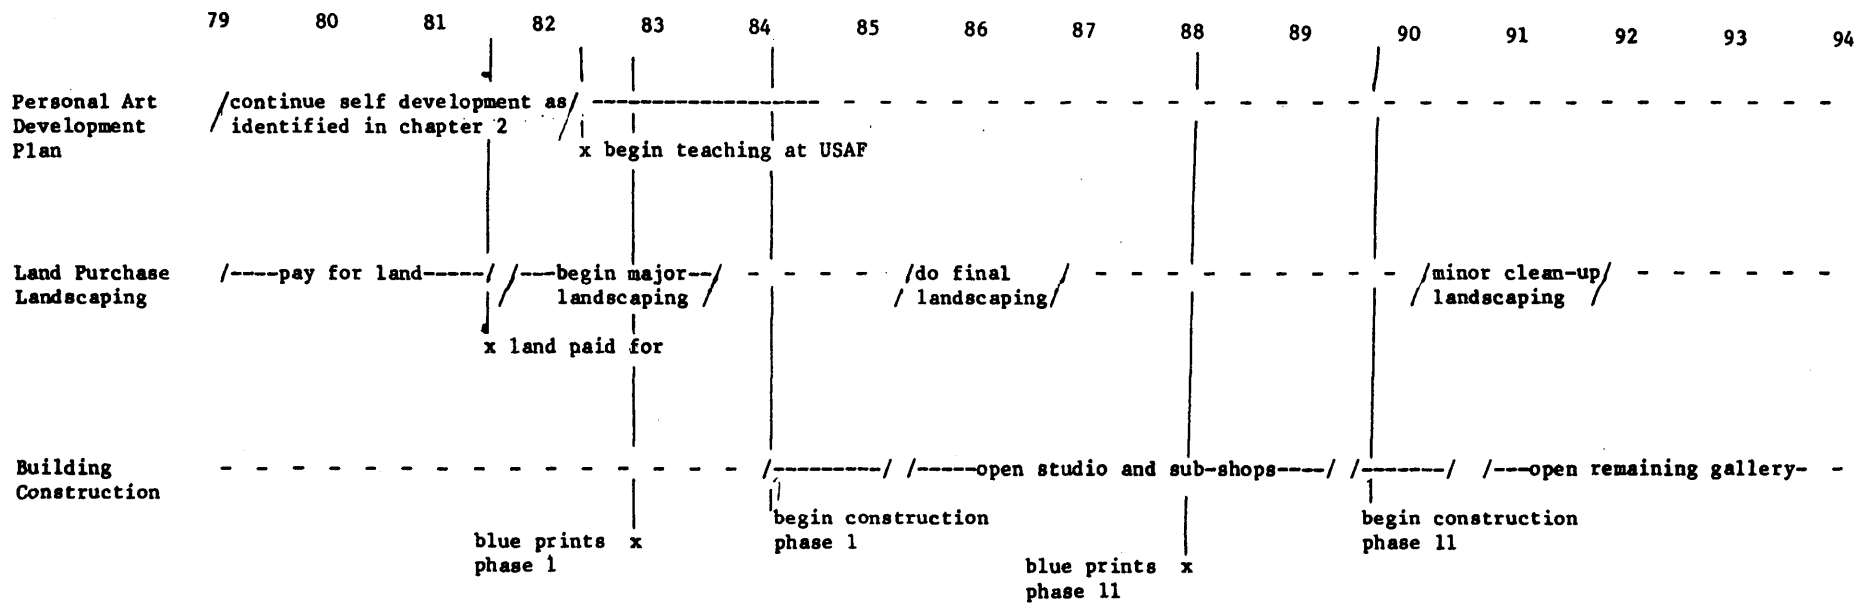 79 80 81 82 83 84 85 86 87 88 89 90 91 92 93 94
Personal Art
Development
Plan
/continue self development as/ - - - - - - - - - - - - - - - - - - - -
/identified in chapter 2 /
x begin teaching at USAF
Land Purchase
Landscaping
/----pay for land-----/ /---begin major--/ - - - - - /do final / - - - - - - - - - - /minor clean-up/ - - - - -
/ landscaping / / landscaping/ / landscaping /
x land paid for
Building
Construction
- - - - - - - - - - - - - - - /---------/ /-----open studio and sub-shops----/ /-------/ /---open remaining gallery- -
begin construction
phase 1
begin construction
phase 11
blue prints x
phase 1
blue prints x
phase 11